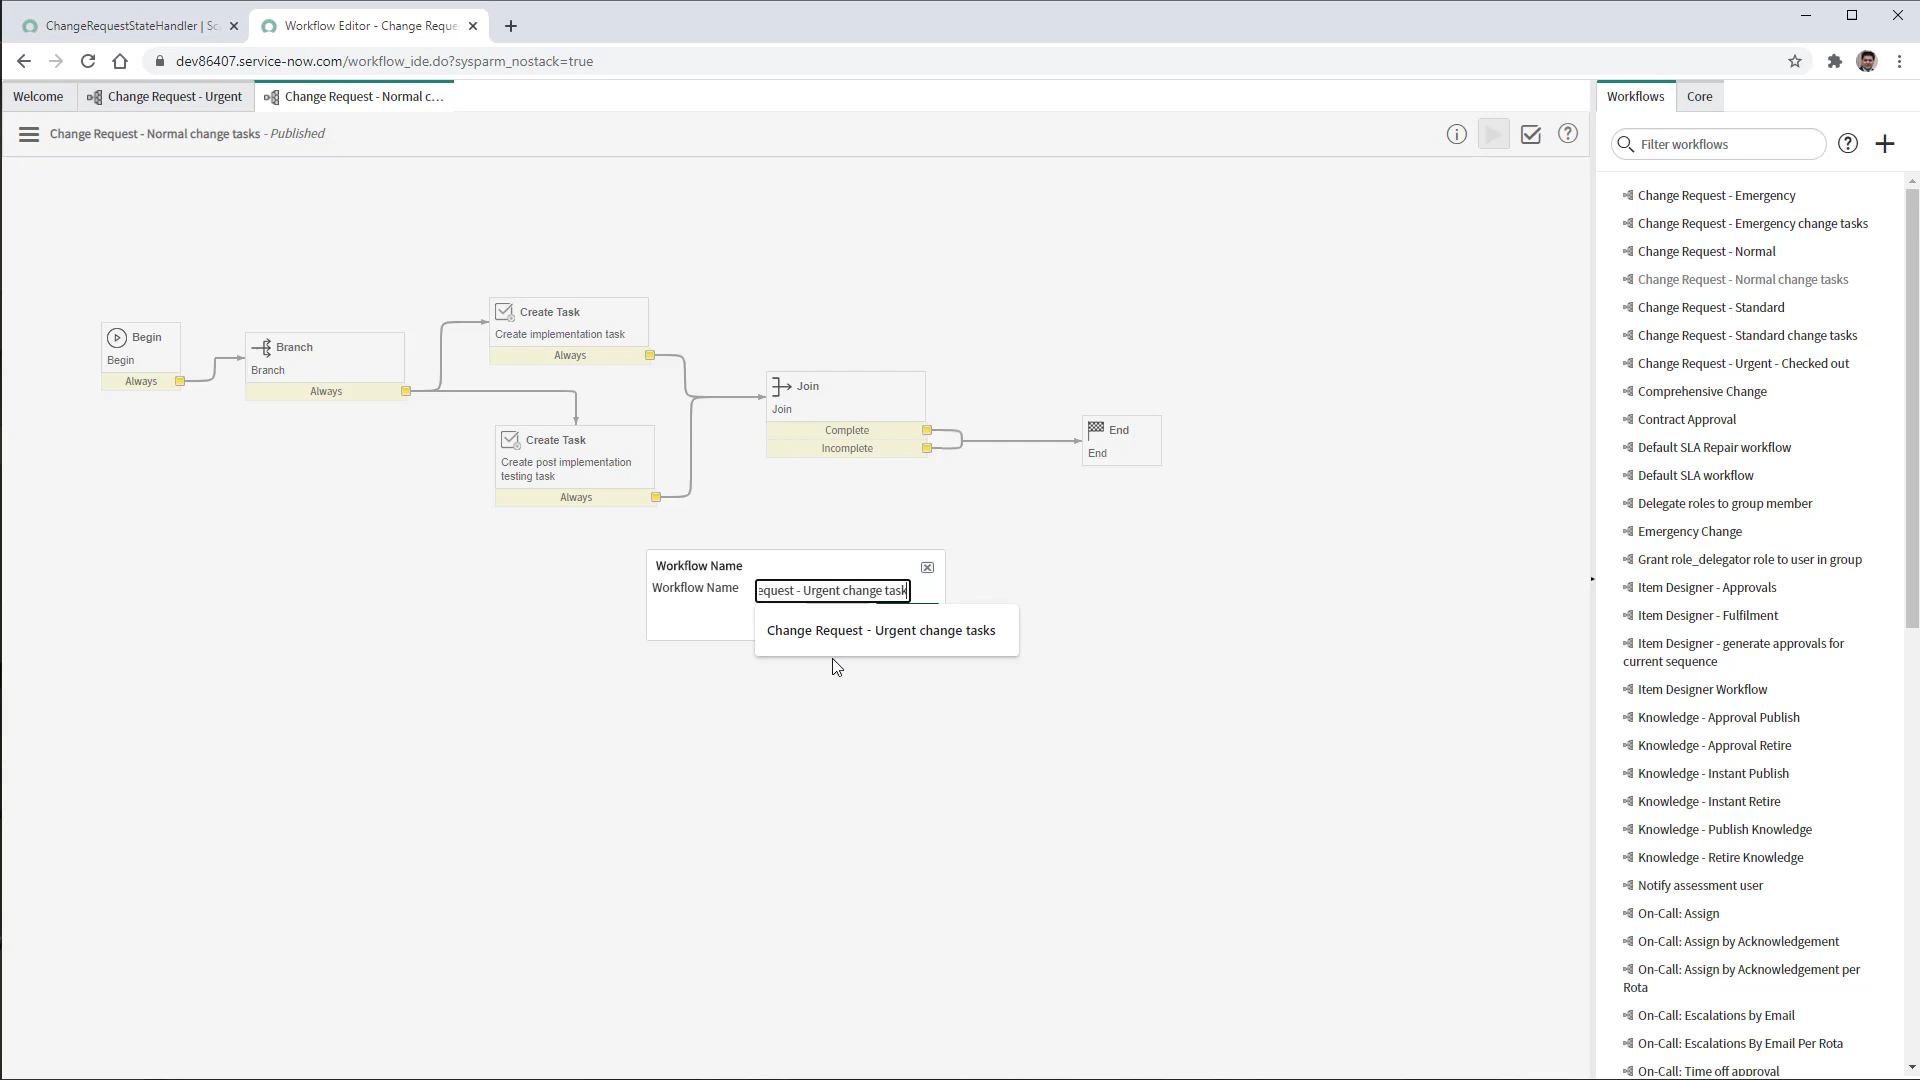 ChangeRequestStateHandler | Sc
Workflow Editor - Change Reque
dev86407.service-now.com/workflow_ide.do?sysparm_nostack=true
Welcome
Change Request - Urgent
Change Request - Normal c...
Workflows
Core
Change Request - Normal change tasks - Published
Filter workflows
Begin
Begin
Always
Branch
Branch
Always
Create Task
Create implementation task
Always
Create Task
Create post implementation
testing task
Always
Join
Join
Complete
Incomplete
End
End
Workflow Name
Workflow Name
equest - Urgent change task
Change Request - Urgent change tasks
Change Request - Emergency
Change Request - Emergency change tasks
Change Request - Normal
Change Request - Normal change tasks
Change Request - Standard
Change Request - Standard change tasks
Change Request - Urgent - Checked out
Comprehensive Change
Contract Approval
Default SLA Repair workflow
Default SLA workflow
Delegate roles to group member
Emergency Change
Grant role_delegator role to user in group
Item Designer - Approvals
Item Designer - Fulfilment
Item Designer - generate approvals for
current sequence
Item Designer Workflow
Knowledge - Approval Publish
Knowledge - Approval Retire
Knowledge - Instant Publish
Knowledge - Instant Retire
Knowledge - Publish Knowledge
Knowledge - Retire Knowledge
Notify assessment user
On-Call: Assign
On-Call: Assign by Acknowledgement
On-Call: Assign by Acknowledgement per
Rota
On-Call: Escalations by Email
On-Call: Escalations By Email Per Rota
On-Call: Time off approval